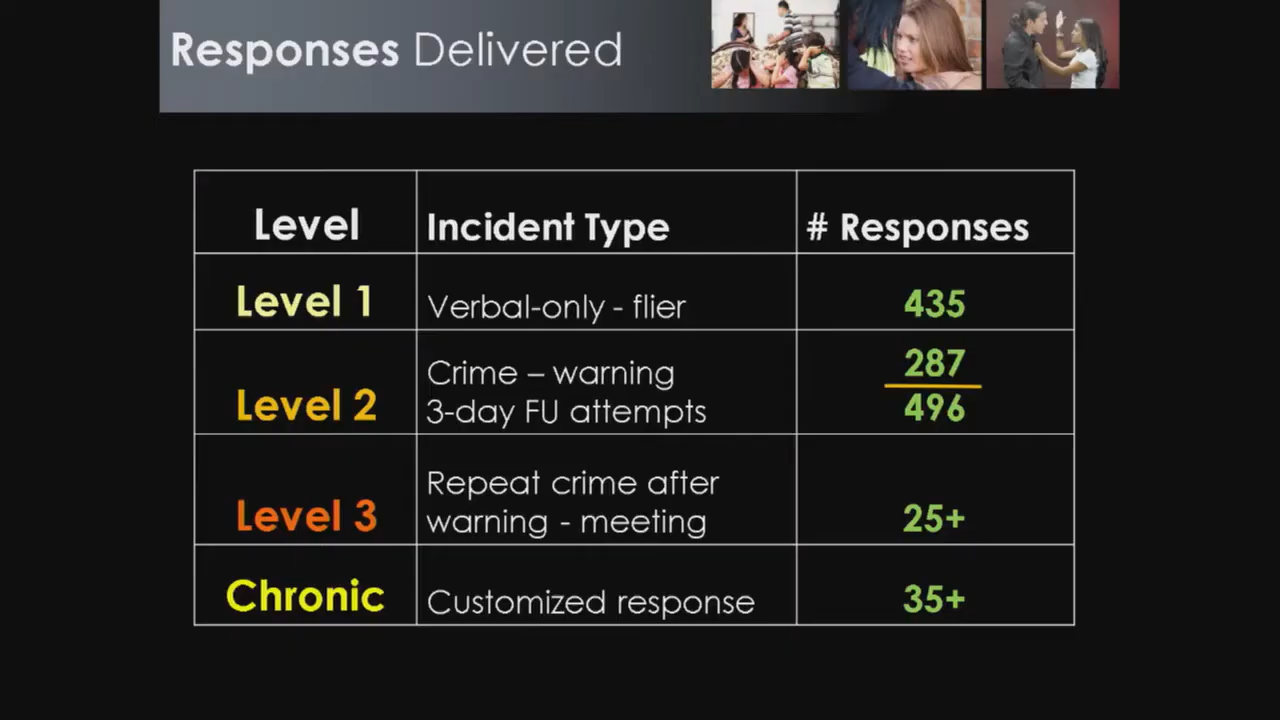 Responses Delivered
Level
Incident Type
# Responses
Level 1
Verbal-only - flier
435
Level 2
Crime – warning
3-day FU attempts
287
496
Level 3
Repeat crime after
warning - meeting
25+
Chronic
Customized response
35+